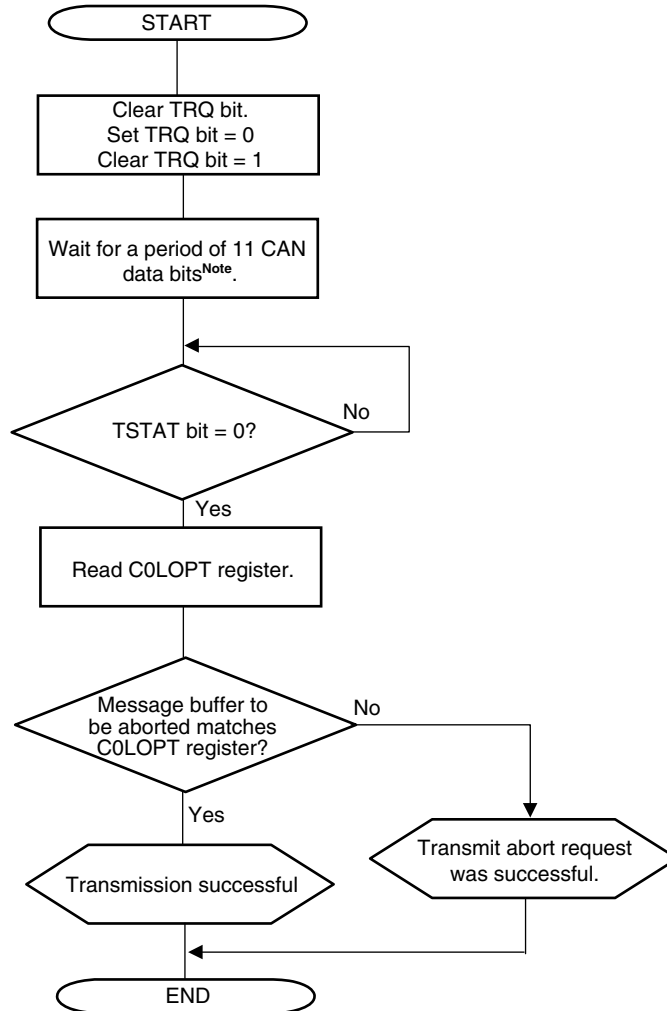 START
Clear TRQ bit.
Set TRQ bit = 0
Clear TRQ bit = 1
Wait for a period of 11 CAN
data bitsNote.
No
TSTAT bit = 0?
Yes
Read C0LOPT register.
Message buffer to
be aborted matches
C0LOPT register?
No
Yes
Transmission successful
Transmit abort request
was successful.
END